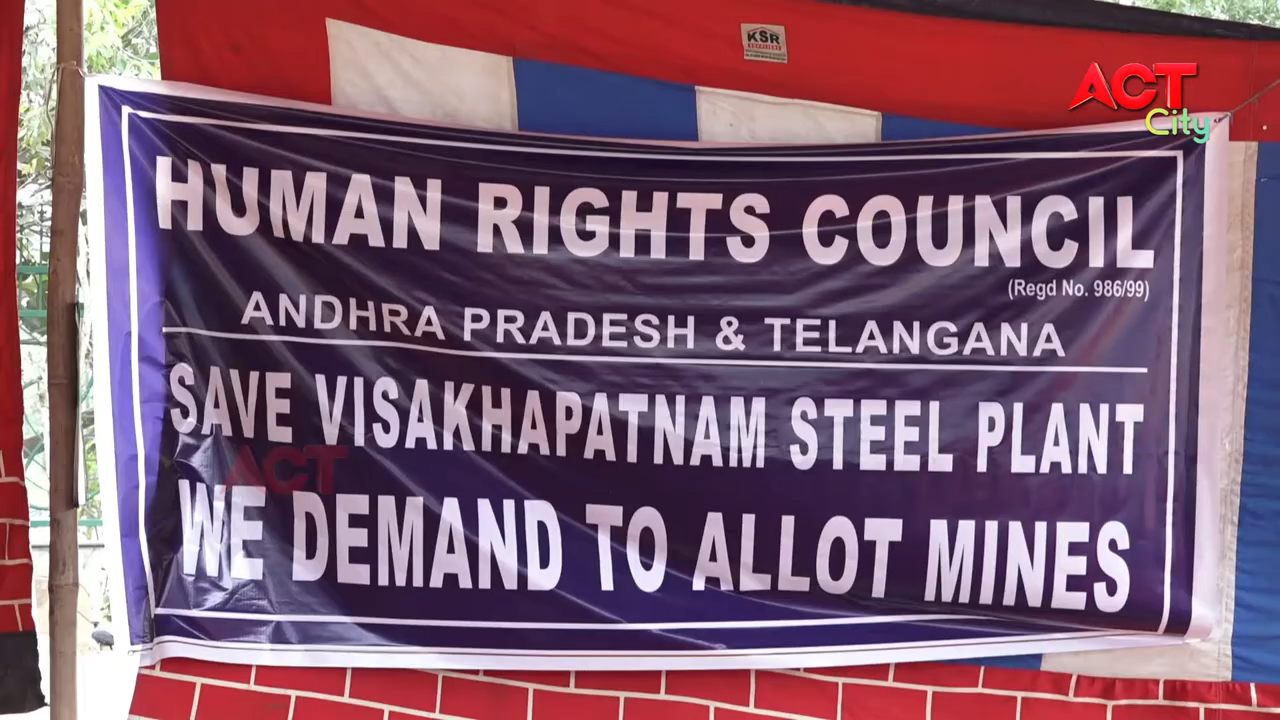 KSR
ACT
City
HUMAN RIGHTS COUNCIL
(Regd No. 986/99)
ANDHRA PRADESH & TELANGANA
SAVE VISAKHAPATNAM STEEL PLANT
ACT
WE DEMAND TO ALLOT MINES